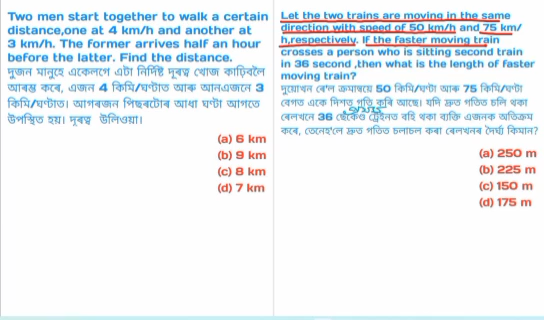 Two men start together to walk a certain
distance,one at 4 km/h and another at
3 km/h. The former arrives half an hour
before the latter. Find the distance.
দুজন মানুহে একেলগে এটা নিৰ্দিষ্ট দূৰত্ব খোজ কাঢ়িবলৈ
আৰম্ভ কৰে, এজন 4 কিমি/ঘণ্টাত আৰু আনএজনে 3
কিমি/ঘণ্টাত। আগৰজন পিছৰটোৰ আধা ঘণ্টা আগতে
উপস্থিত হয়। দূৰত্ব উলিওৱা।
(a) 6 km
(b) 9 km
(c) 8 km
(d) 7 km
Let the two trains are moving in the same
direction with speed of 50 km/h and 75 km/
h,respectively. If the faster moving train
crosses a person who is sitting second train
in 36 second ,then what is the length of faster
moving train?
দুয়োখন ৰে'ল ক্ৰমান্বয়ে 50 কিমি/ঘণ্টা আৰু 75 কিমি/ঘণ্টা
বেগত একে দিশত গতি কৰি আছে। যদি দ্ৰুত গতিত চলি থকা
ৰেলখনে 36 ছেকেণ্ড ট্ৰেইনত বহি থকা ব্যক্তি এজনক অতিক্ৰম
কৰে, তেনেহ'লে দ্ৰুত গতিত চলাচল কৰা ৰেলখনৰ দৈৰ্ঘ্য কিমান?
(a) 250 m
(b) 225 m
(c) 150 m
(d) 175 m